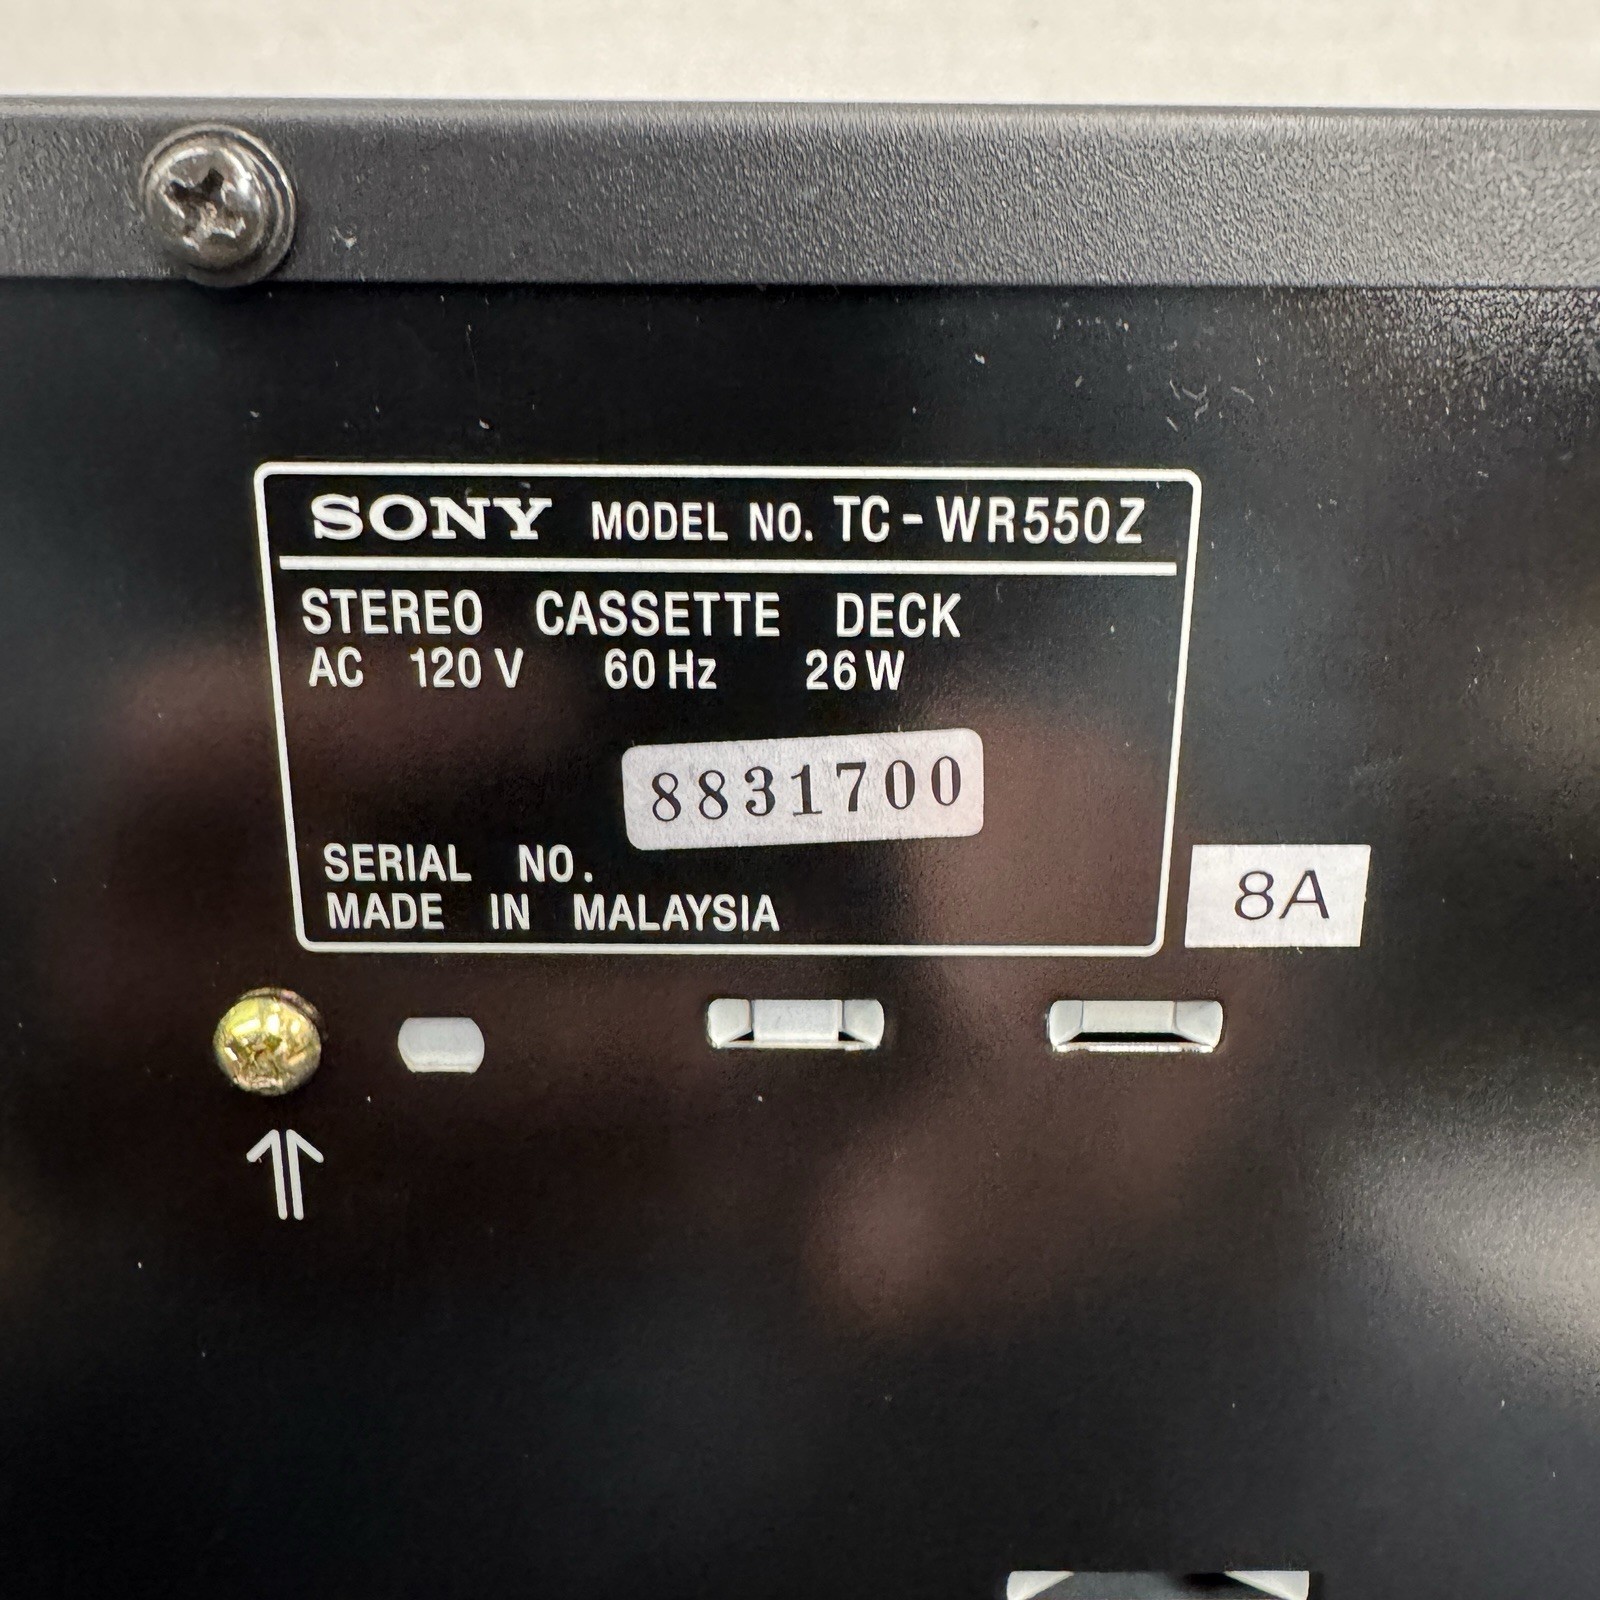 SONY MODEL NO. TC-WR550Z
STEREO CASSETTE DECK
AC 120 V 60 Hz 26 W
8831700
SERIAL NO.
MADE IN MALAYSIA
8A